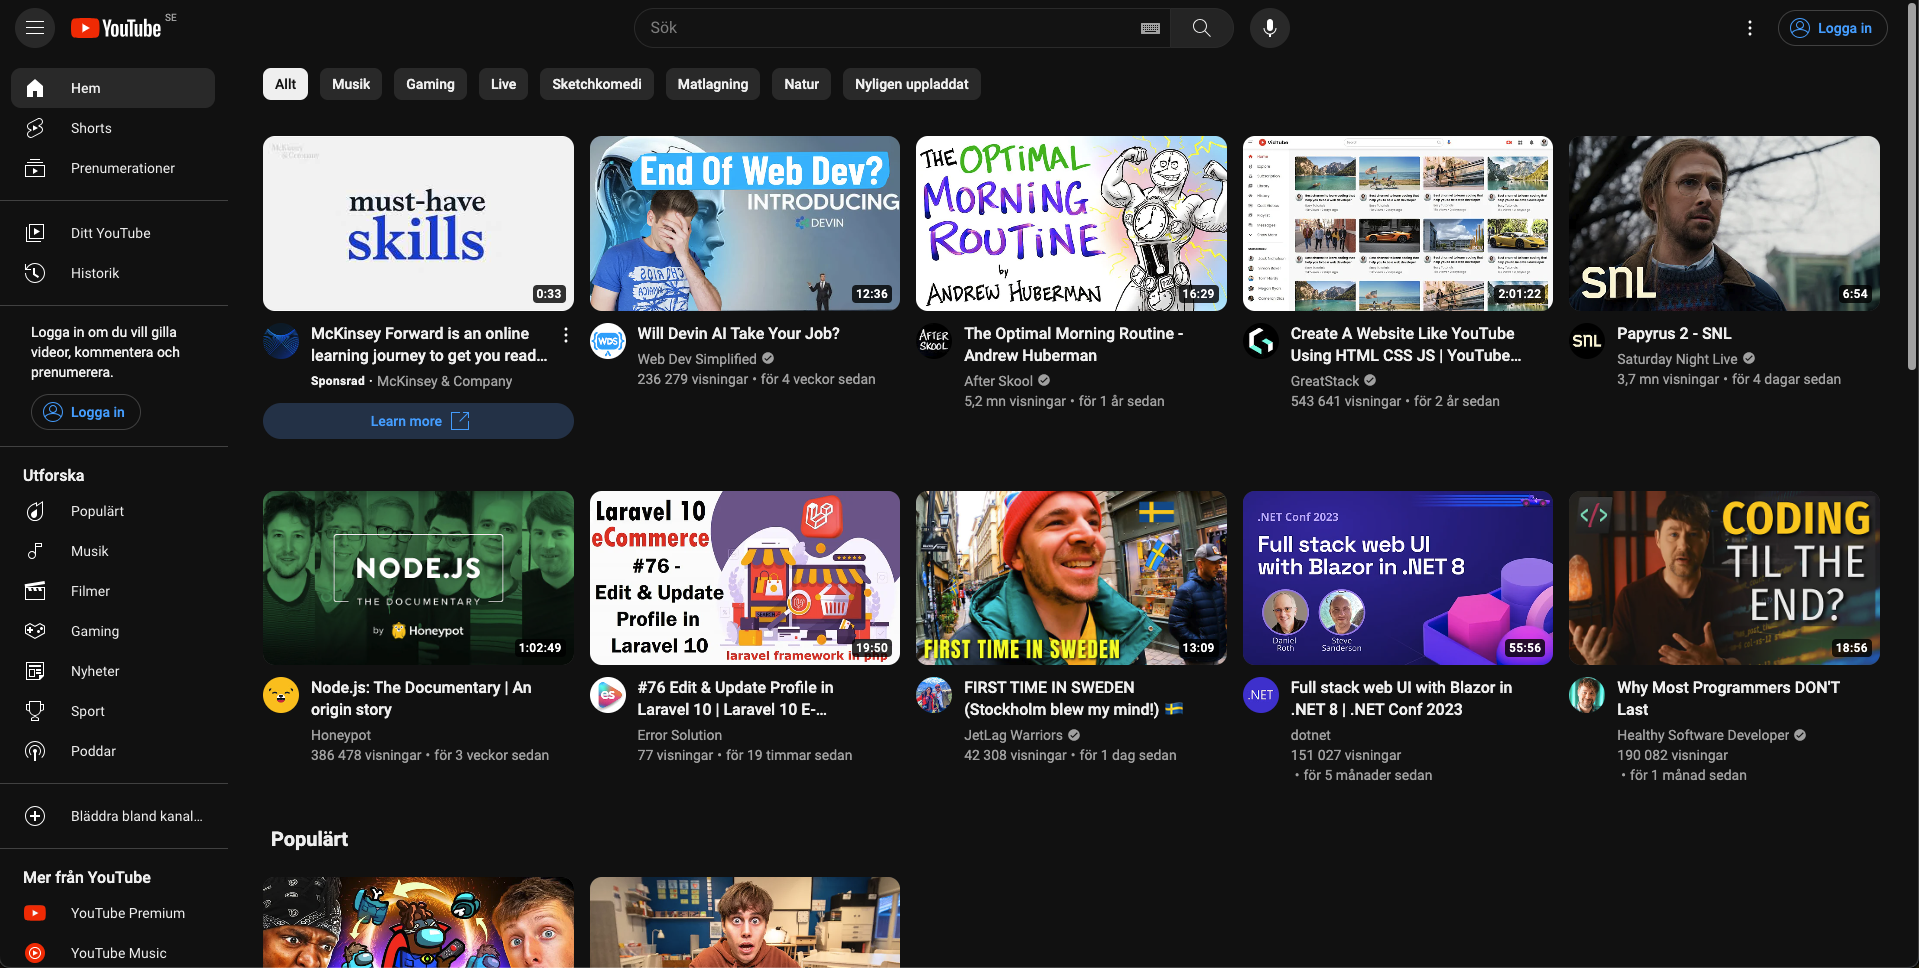 YouTube SE
Sök
Logga in
Hem
Shorts
Prenumerationer
Ditt YouTube
Historik
Logga in om du vill gilla
videor, kommentera och
prenumerera.
Logga in
Utforska
Populärt
Musik
Filmer
Gaming
Nyheter
Sport
Poddar
Bläddra bland kanal...
Mer från YouTube
YouTube Premium
YouTube Music
Allt
Musik
Gaming
Live
Sketchkomedi
Matlagning
Natur
Nyligen uppladdat
McKinsey
& Company
must-have
skills
0:33
McKinsey Forward is an online
learning journey to get you read...
Sponsrad · McKinsey & Company
Learn more
End Of Web Dev?
INTRODUCING
DEVIN
12:36
WDS
Will Devin AI Take Your Job?
Web Dev Simplified
236 279 visningar • för 4 veckor sedan
THE OPTIMAL
MORNING
ROUTINE
by
ANDREW HUBERMAN
16:29
AFTER
SKOOL
The Optimal Morning Routine -
Andrew Huberman
After Skool
5,2 mn visningar • för 1 år sedan
VidTube
2:01:22
Create A Website Like YouTube
Using HTML CSS JS | YouTube...
GreatStack
543 641 visningar • för 2 år sedan
SNL
6:54
SNL
Papyrus 2 - SNL
Saturday Night Live
3,7 mn visningar • för 4 dagar sedan
NODE.JS
THE DOCUMENTARY
by Honeypot
1:02:49
Node.js: The Documentary | An
origin story
Honeypot
386 478 visningar • för 3 veckor sedan
Laravel 10
eCommerce
#76 -
Edit & Update
Profile in
Laravel 10
laravel framework in php
19:50
es
#76 Edit & Update Profile in
Laravel 10 | Laravel 10 E-...
Error Solution
77 visningar • för 19 timmar sedan
FIRST TIME IN SWEDEN
13:09
FIRST TIME IN SWEDEN
(Stockholm blew my mind!) 🇸🇪
JetLag Warriors
42 308 visningar • för 1 dag sedan
.NET Conf 2023
Full stack web UI
with Blazor in .NET 8
Daniel
Roth
Steve
Sanderson
55:56
.NET
Full stack web UI with Blazor in
.NET 8 | .NET Conf 2023
dotnet
151 027 visningar
• för 5 månader sedan
</>
CODING
TIL THE
END?
18:56
Why Most Programmers DON'T
Last
Healthy Software Developer
190 082 visningar
• för 1 månad sedan
Populärt